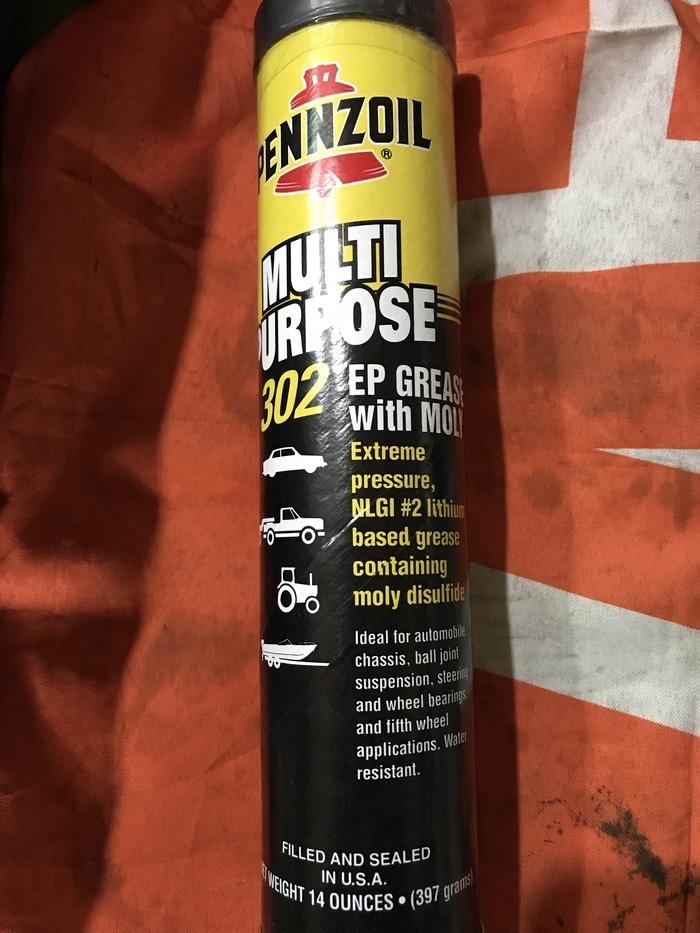 PENNZOIL®
MULTI
PURPOSE
302
EP GREASE
with MOLY
Extreme
pressure,
NLGI #2 lithium
based grease
containing
moly disulfide
Ideal for automobile
chassis, ball joint
suspension, steering
and wheel bearings,
and fifth wheel
applications. Water
resistant.
FILLED AND SEALED
IN U.S.A.
NET WEIGHT 14 OUNCES • (397 grams)